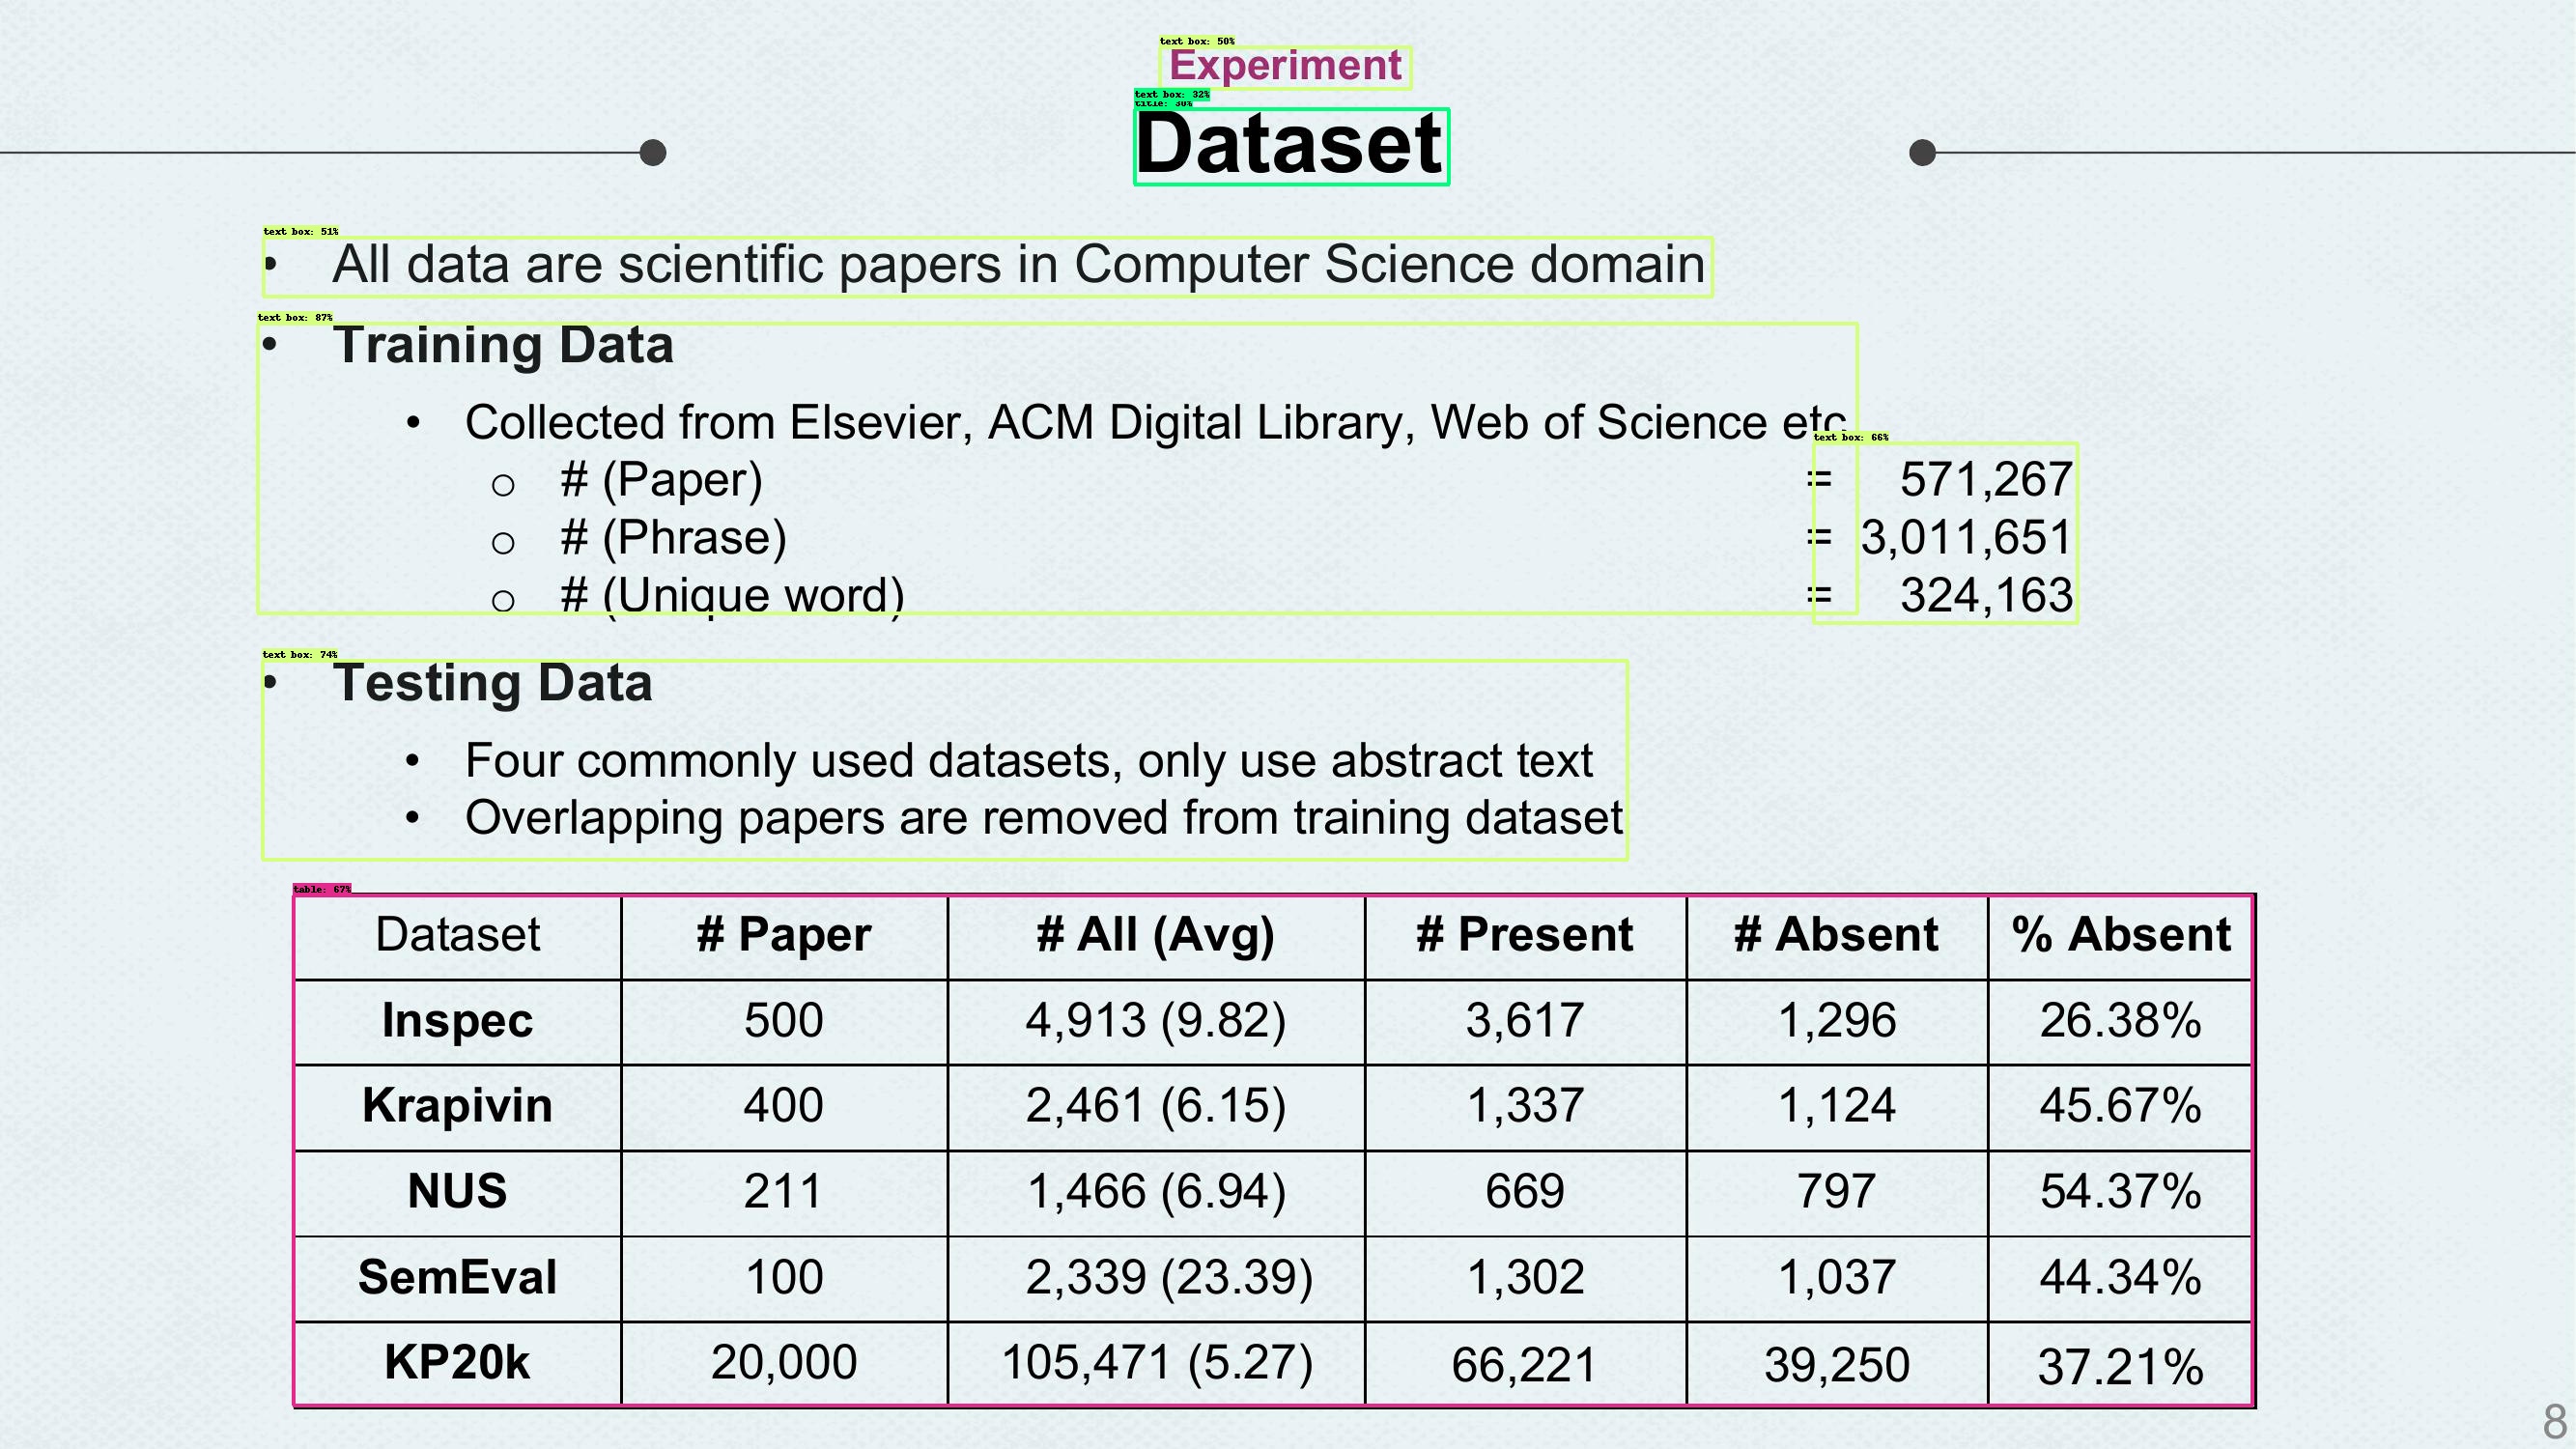 text box: 50%
Experiment
text box: 32%
title: 30%
Dataset
text box: 51%
• All data are scientific papers in Computer Science domain
text box: 87%
• Training Data
• Collected from Elsevier, ACM Digital Library, Web of Science etc.
text box: 66%
o # (Paper) = 571,267
o # (Phrase) = 3,011,651
o # (Unique word) = 324,163
text box: 74%
• Testing Data
• Four commonly used datasets, only use abstract text
• Overlapping papers are removed from training dataset
table: 67%
Dataset # Paper # All (Avg) # Present # Absent % Absent
Inspec 500 4,913 (9.82) 3,617 1,296 26.38%
Krapivin 400 2,461 (6.15) 1,337 1,124 45.67%
NUS 211 1,466 (6.94) 669 797 54.37%
SemEval 100 2,339 (23.39) 1,302 1,037 44.34%
KP20k 20,000 105,471 (5.27) 66,221 39,250 37.21%
8